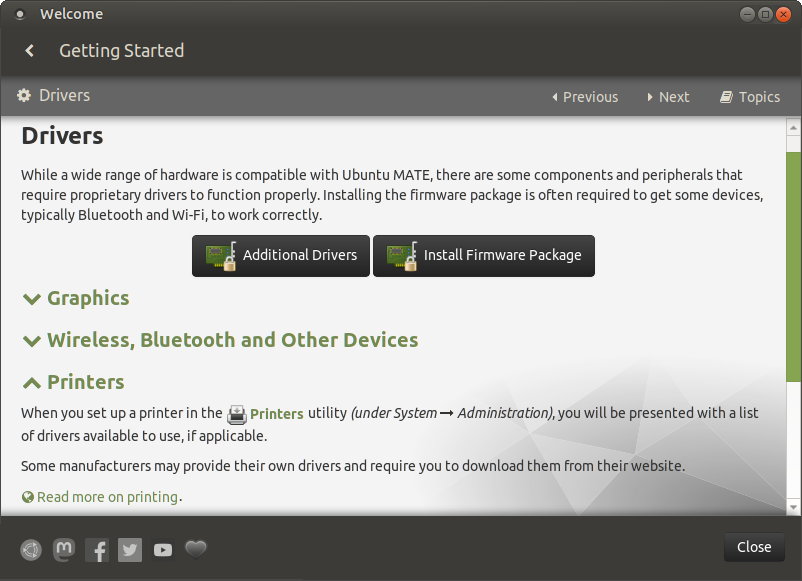 Welcome
Getting Started
Drivers
Previous
Next
Topics
Drivers
While a wide range of hardware is compatible with Ubuntu MATE, there are some components and peripherals that
require proprietary drivers to function properly. Installing the firmware package is often required to get some devices,
typically Bluetooth and Wi-Fi, to work correctly.
Additional Drivers
Install Firmware Package
Graphics
Wireless, Bluetooth and Other Devices
Printers
When you set up a printer in the Printers utility (under System → Administration), you will be presented with a list
of drivers available to use, if applicable.
Some manufacturers may provide their own drivers and require you to download them from their website.
Read more on printing.
Close